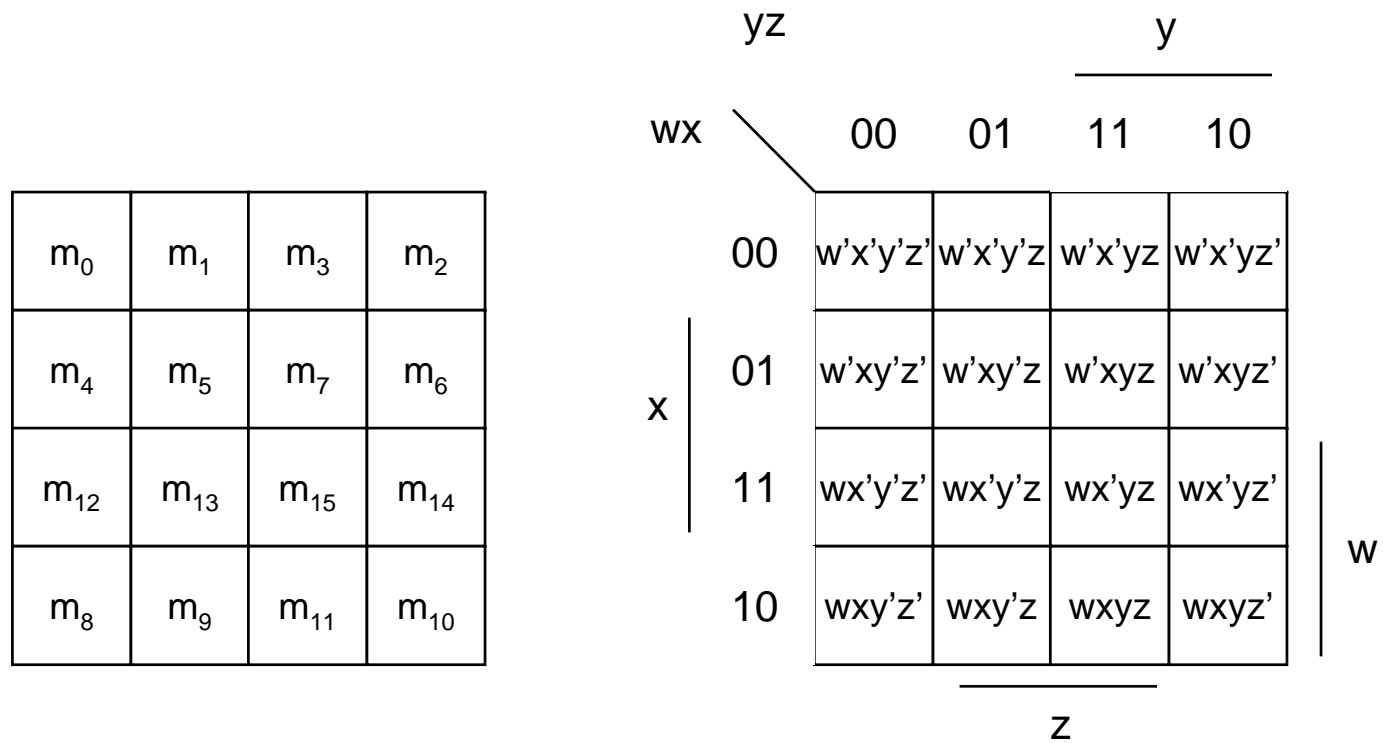 yz y
wx 00 01 11 10
m0 m1 m3 m2
00 w'x'y'z' w'x'y'z w'x'yz w'x'yz'
m4 m5 m7 m6
01 w'xy'z' w'xy'z w'xyz w'xyz'
x
m12 m13 m15 m14
11 wx'y'z' wx'y'z wx'yz wx'yz'
w
m8 m9 m11 m10
10 wxy'z' wxy'z wxyz wxyz'
z